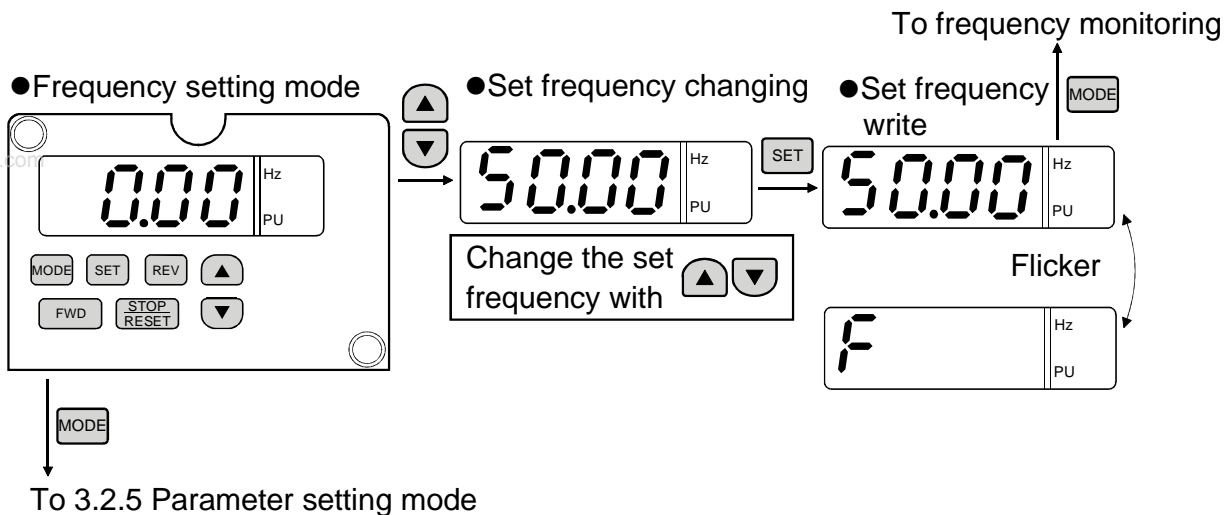 To frequency monitoring
●Frequency setting mode
●Set frequency changing
●Set frequency
write
MODE
.com
0.00
Hz
PU
50.00
Hz
PU
SET
50.00
Hz
PU
MODE
SET
REV
FWD
STOP
RESET
Change the set
frequency with
Flicker
F
Hz
PU
MODE
To 3.2.5 Parameter setting mode